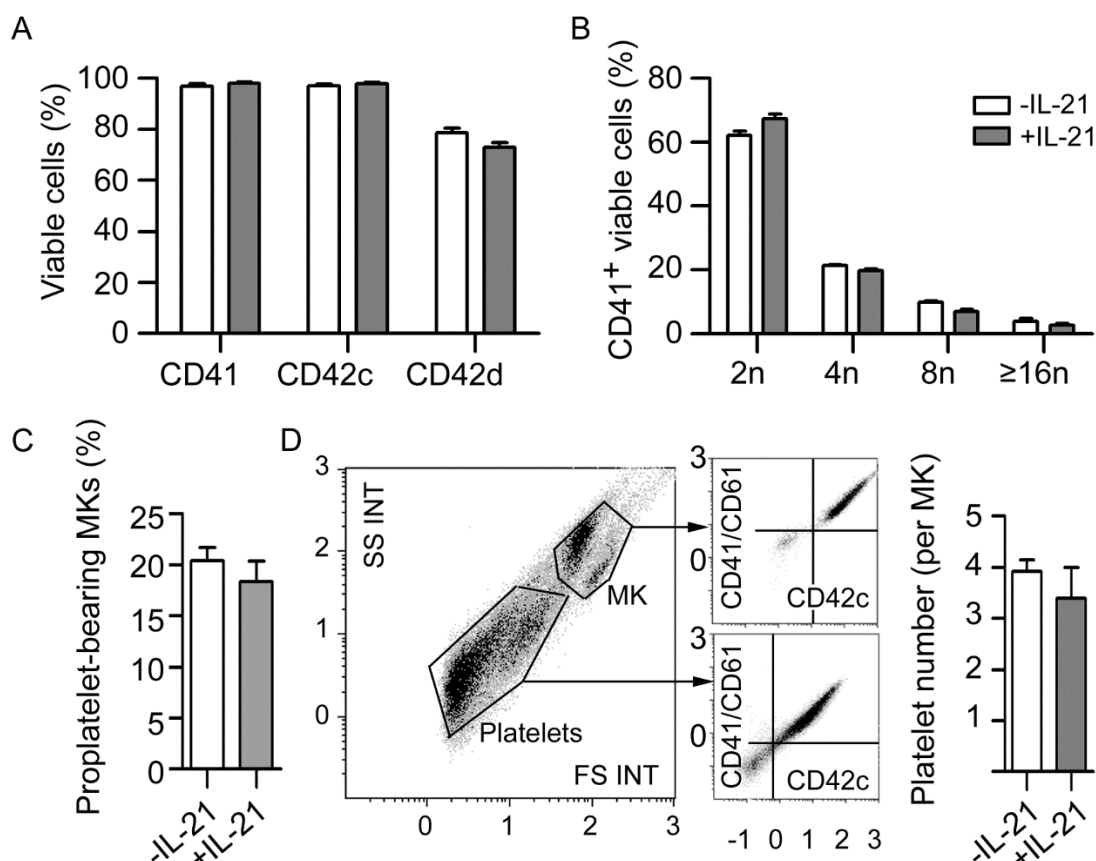 A
Viable cells (%)
100
80
60
40
20
0
CD41 CD42c CD42d
B
CD41+ viable cells (%)
80
60
40
20
0
2n 4n 8n ≥16n
-IL-21
+IL-21
C
Proplatelet-bearing MKs (%)
25
20
15
10
5
0
-IL-21
+IL-21
D
SS INT
3
2
1
0
MK
Platelets
FS INT
0 1 2 3
CD41/CD61
3
0
CD42c
CD41/CD61
3
0
CD42c
-1 0 1 2 3
Platelet number (per MK)
5
4
3
2
1
-IL-21
+IL-21